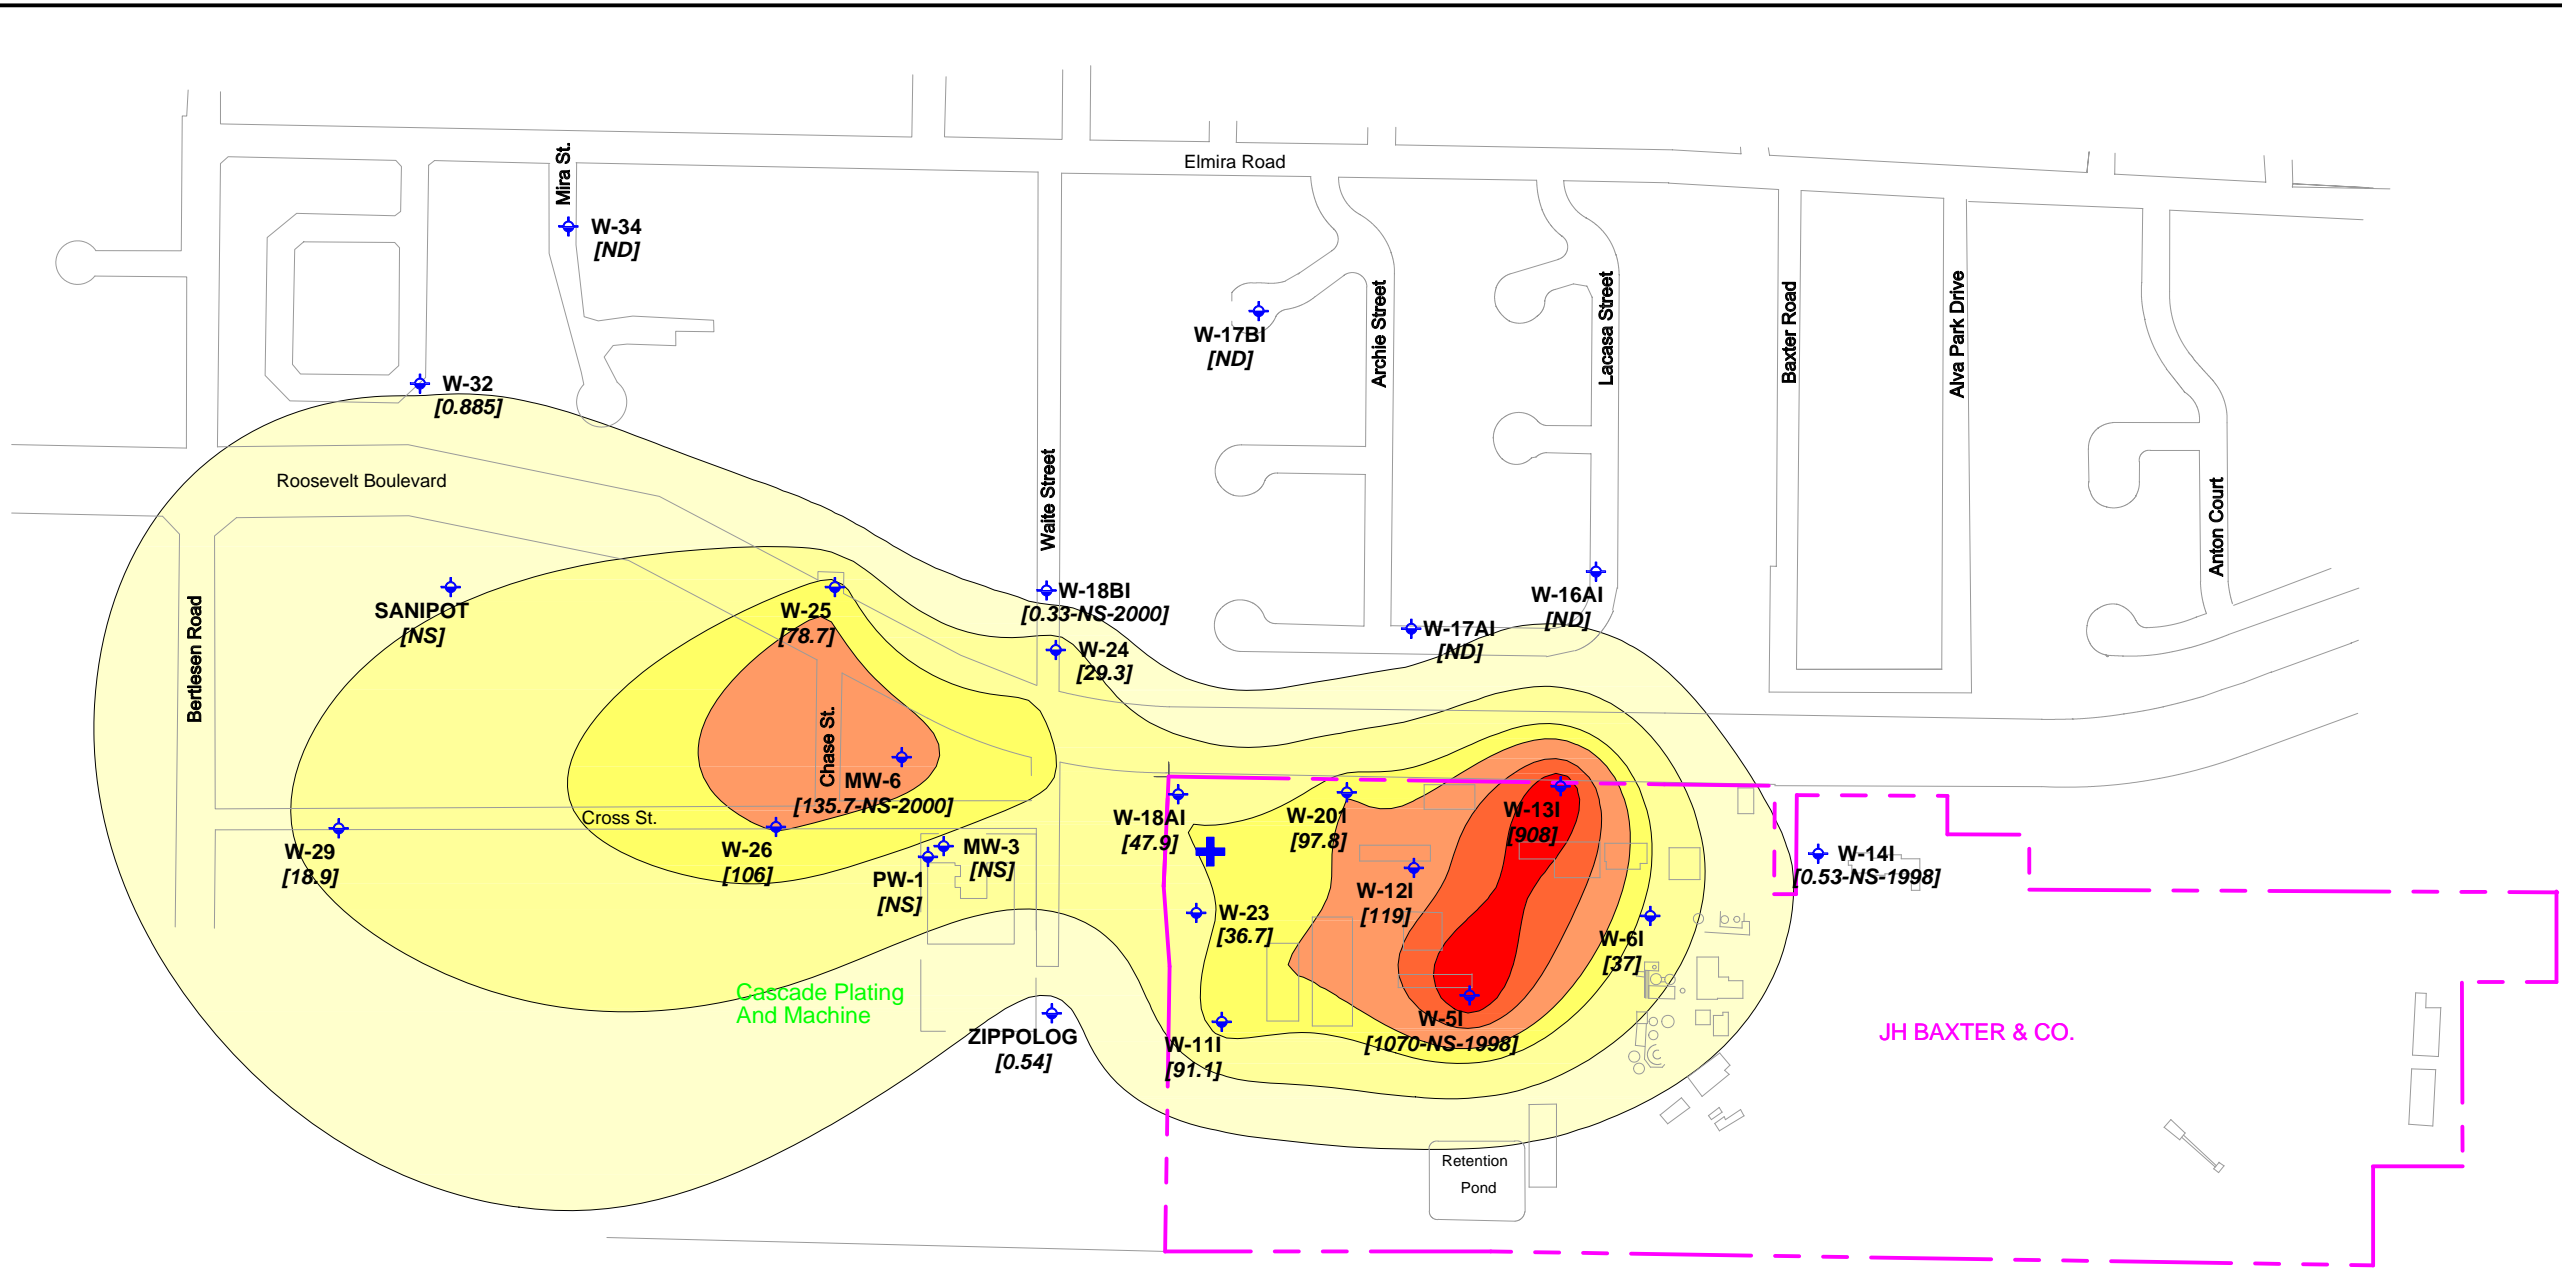 Elmira Road
Mira St.
W-34
[ND]
W-17BI
[ND]
Archie Street
Lacasa Street
Baxter Road
Alva Park Drive
W-32
[0.885]
Roosevelt Boulevard
Waite Street
Anton Court
Bertlesen Road
SANIPOT
[NS]
W-25
[78.7]
W-18BI
[0.33-NS-2000]
W-24
[29.3]
W-16AI
[ND]
W-17AI
[ND]
Chase St.
MW-6
[135.7-NS-2000]
Cross St.
W-18AI
[47.9]
W-201
[97.8]
W-13I
[908]
W-29
[18.9]
W-26
[106]
MW-3
[NS]
PW-1
[NS]
W-14I
[0.53-NS-1998]
W-12I
[119]
W-23
[36.7]
W-6I
[37]
Cascade Plating
And Machine
ZIPPOLOG
[0.54]
W-11I
[91.1]
W-5I
[1070-NS-1998]
JH BAXTER & CO.
Retention
Pond